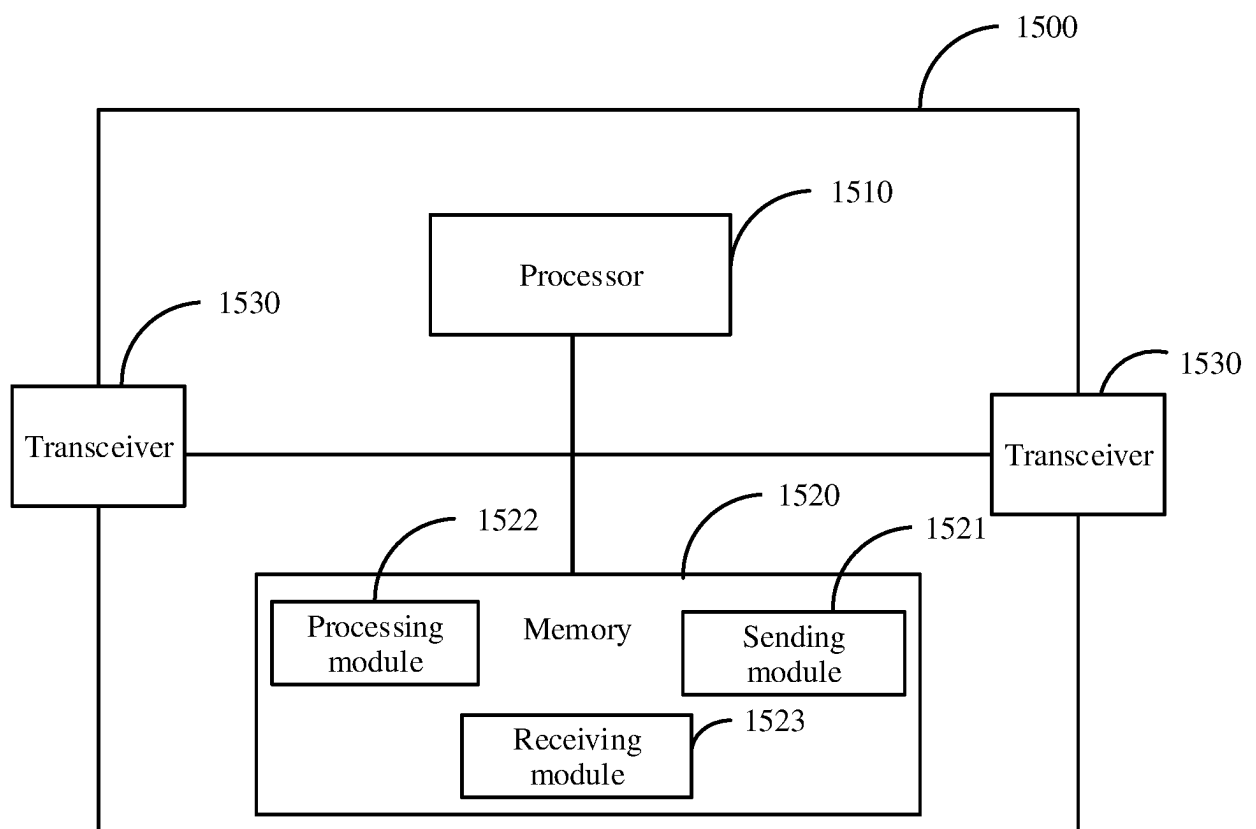 1500
1510
Processor
1530
1530
Transceiver
Transceiver
1520
1522
1521
Processing
module
Memory
Sending
module
1523
Receiving
module